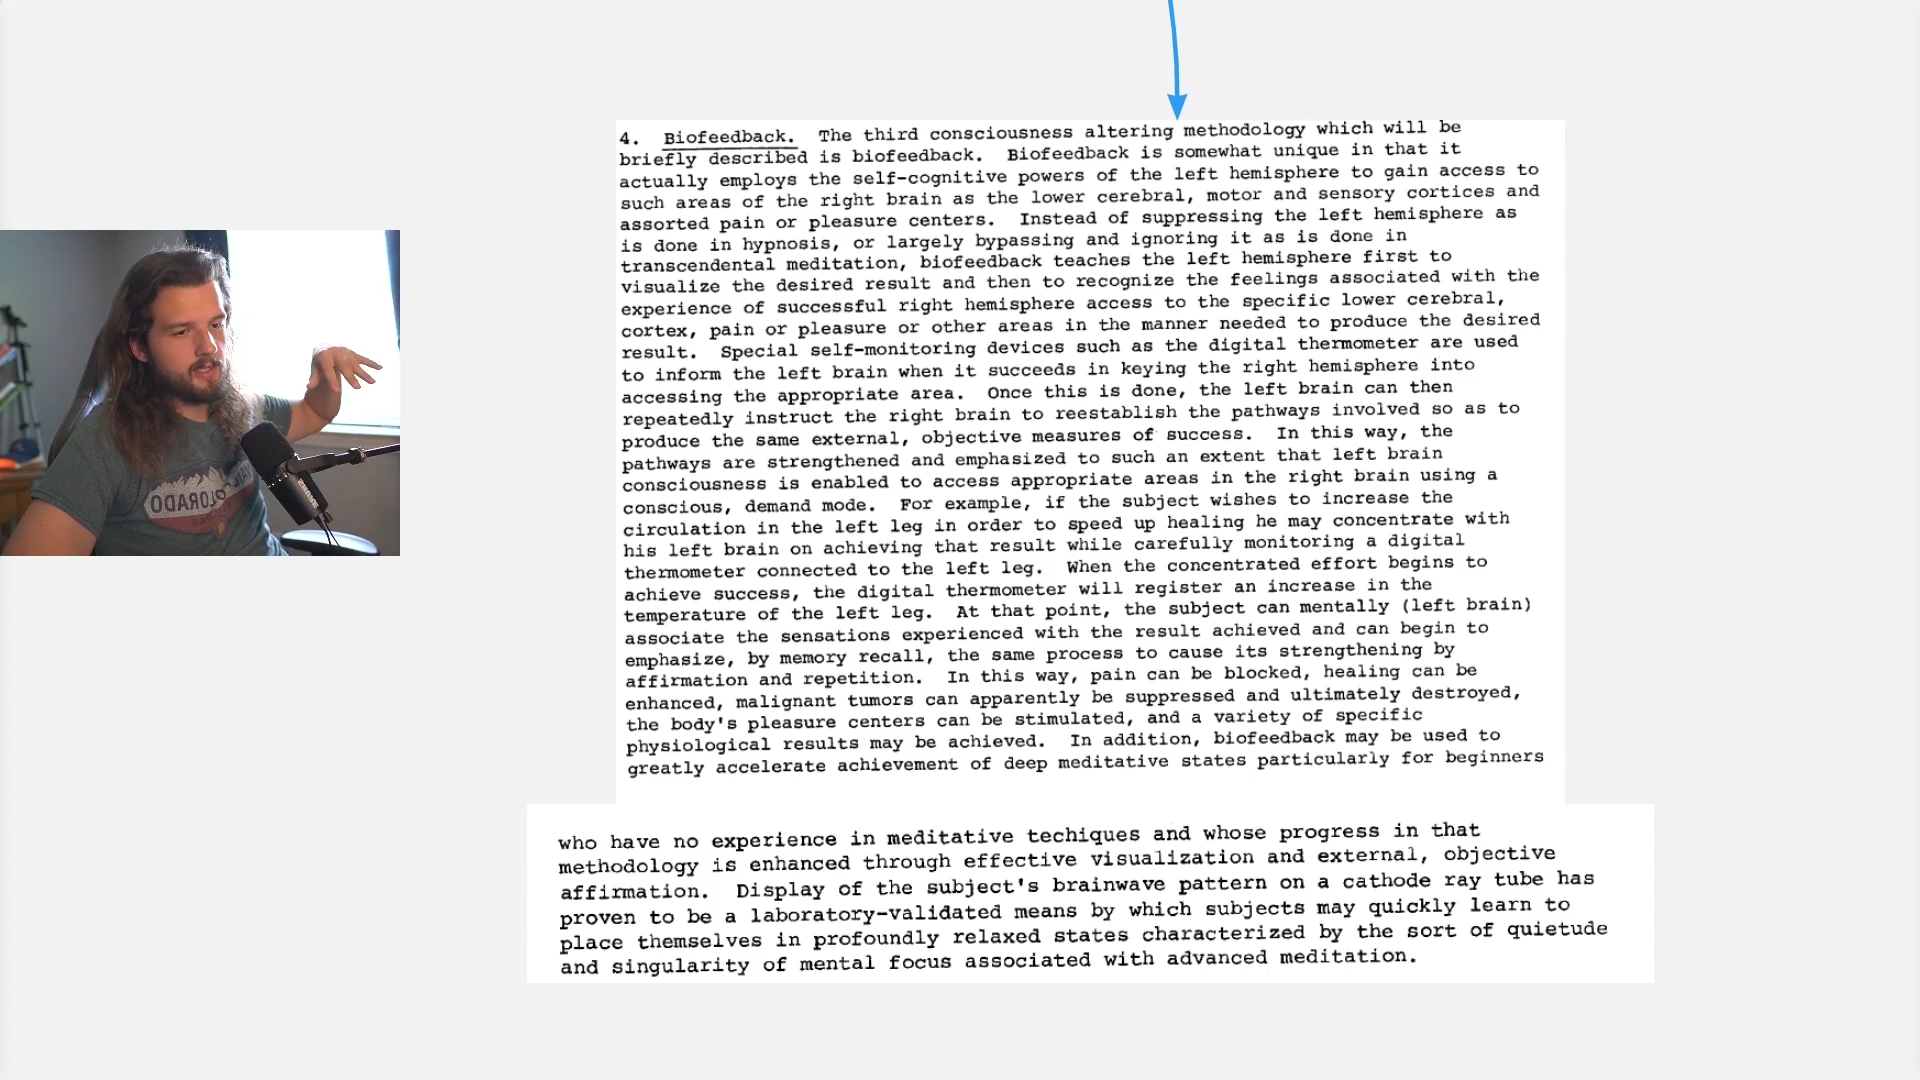 4. Biofeedback. The third consciousness altering methodology which will be
briefly described is biofeedback. Biofeedback is somewhat unique in that it
actually employs the self-cognitive powers of the left hemisphere to gain access to
such areas of the right brain as the lower cerebral, motor and sensory cortices and
assorted pain or pleasure centers. Instead of suppressing the left hemisphere as
is done in hypnosis, or largely bypassing and ignoring it as is done in
transcendental meditation, biofeedback teaches the left hemisphere first to
visualize the desired result and then to recognize the feelings associated with the
experience of successful right hemisphere access to the specific lower cerebral,
cortex, pain or pleasure or other areas in the manner needed to produce the desired
result. Special self-monitoring devices such as the digital thermometer are used
to inform the left brain when it succeeds in keying the right hemisphere into
accessing the appropriate area. Once this is done, the left brain can then
repeatedly instruct the right brain to reestablish the pathways involved so as to
produce the same external, objective measures of success. In this way, the
pathways are strengthened and emphasized to such an extent that left brain
consciousness is enabled to access appropriate areas in the right brain using a
conscious, demand mode. For example, if the subject wishes to increase the
circulation in the left leg in order to speed up healing he may concentrate with
his left brain on achieving that result while carefully monitoring a digital
thermometer connected to the left leg. When the concentrated effort begins to
achieve success, the digital thermometer will register an increase in the
temperature of the left leg. At that point, the subject can mentally (left brain)
associate the sensations experienced with the result achieved and can begin to
emphasize, by memory recall, the same process to cause its strengthening by
affirmation and repetition. In this way, pain can be blocked, healing can be
enhanced, malignant tumors can apparently be suppressed and ultimately destroyed,
the body's pleasure centers can be stimulated, and a variety of specific
physiological results may be achieved. In addition, biofeedback may be used to
greatly accelerate achievement of deep meditative states particularly for beginners
who have no experience in meditative techiques and whose progress in that
methodology is enhanced through effective visualization and external, objective
affirmation. Display of the subject's brainwave pattern on a cathode ray tube has
proven to be a laboratory-validated means by which subjects may quickly learn to
place themselves in profoundly relaxed states characterized by the sort of quietude
and singularity of mental focus associated with advanced meditation.
COLORADO